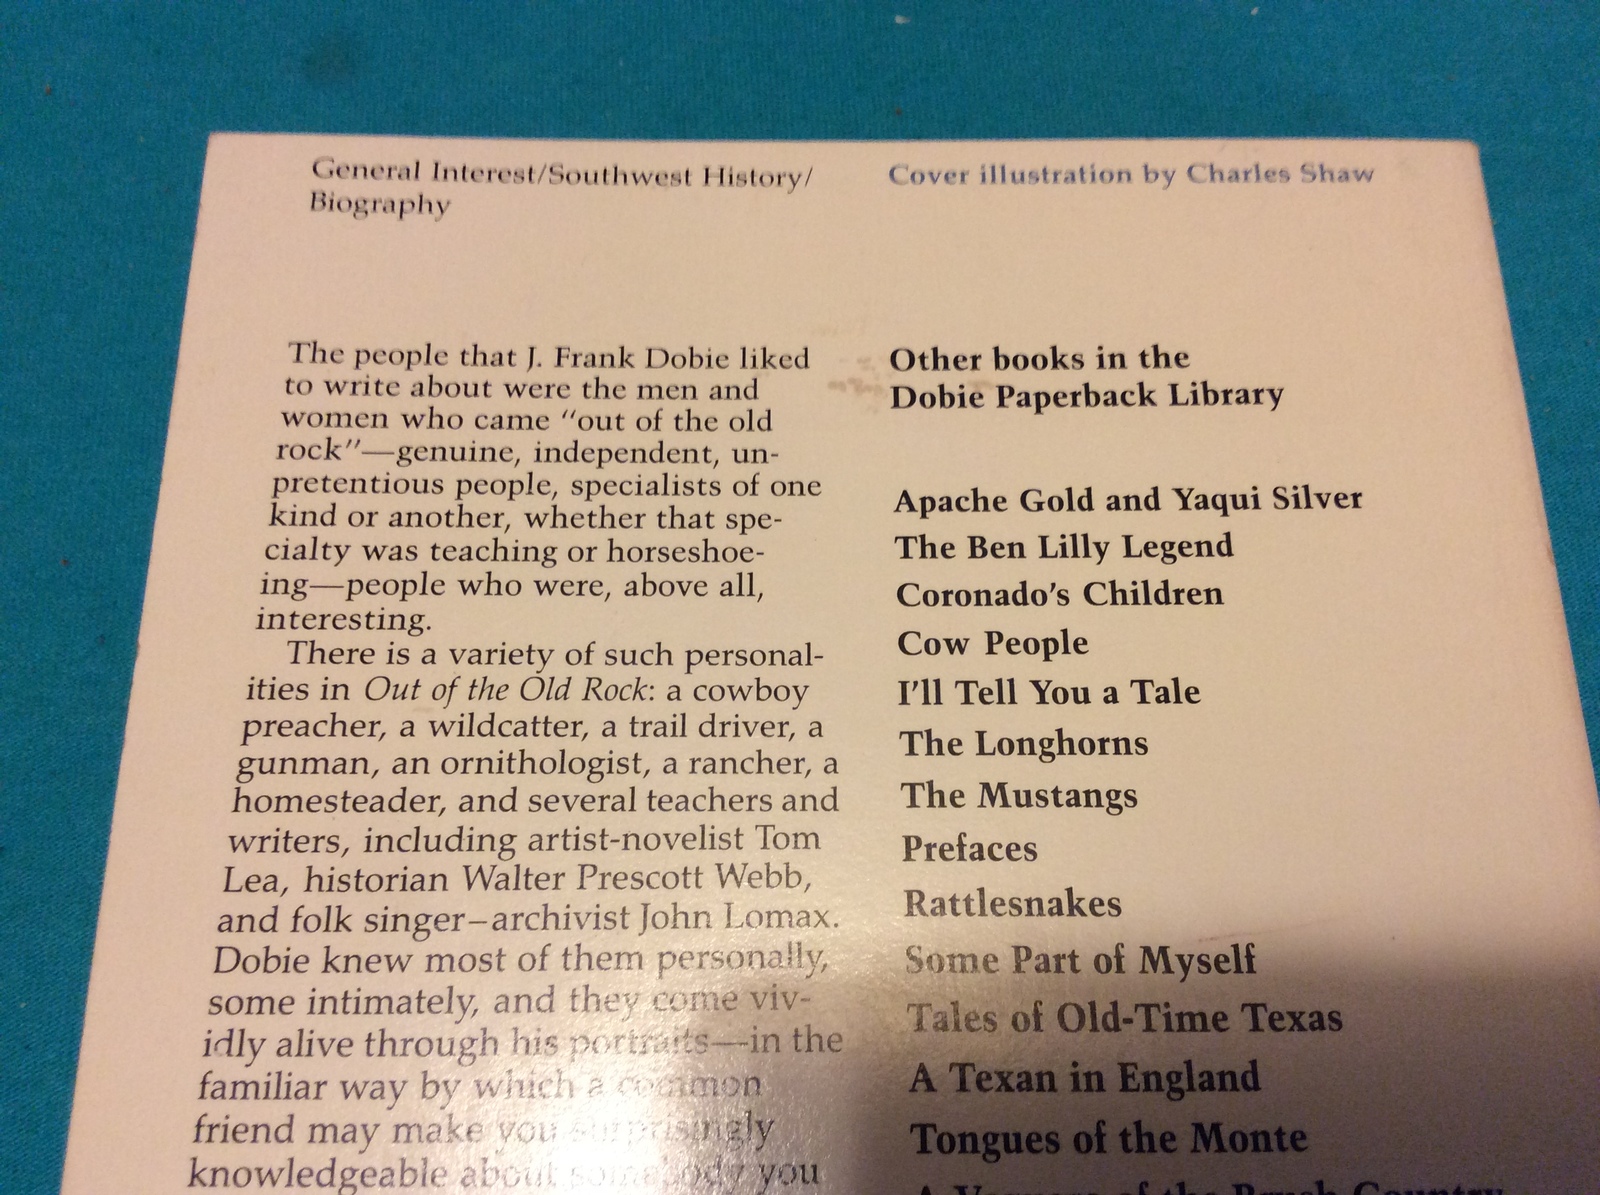 General Interest/Southwest History/
Biography
Cover illustration by Charles Shaw
The people that J. Frank Dobie liked
to write about were the men and
women who came "out of the old
rock"—genuine, independent, un-
pretentious people, specialists of one
kind or another, whether that spe-
cialty was teaching or horseshoe-
ing—people who were, above all,
interesting.
There is a variety of such personal-
ities in Out of the Old Rock: a cowboy
preacher, a wildcatter, a trail driver, a
gunman, an ornithologist, a rancher, a
homesteader, and several teachers and
writers, including artist-novelist Tom
Lea, historian Walter Prescott Webb,
and folk singer–archivist John Lomax.
Dobie knew most of them personally,
some intimately, and they come viv-
idly alive through his portraits—in the
familiar way by which a common
friend may make you surprisingly
knowledgeable about somebody you
Other books in the
Dobie Paperback Library
Apache Gold and Yaqui Silver
The Ben Lilly Legend
Coronado's Children
Cow People
I'll Tell You a Tale
The Longhorns
The Mustangs
Prefaces
Rattlesnakes
Some Part of Myself
Tales of Old-Time Texas
A Texan in England
Tongues of the Monte
A Vaquero of the Brush Country